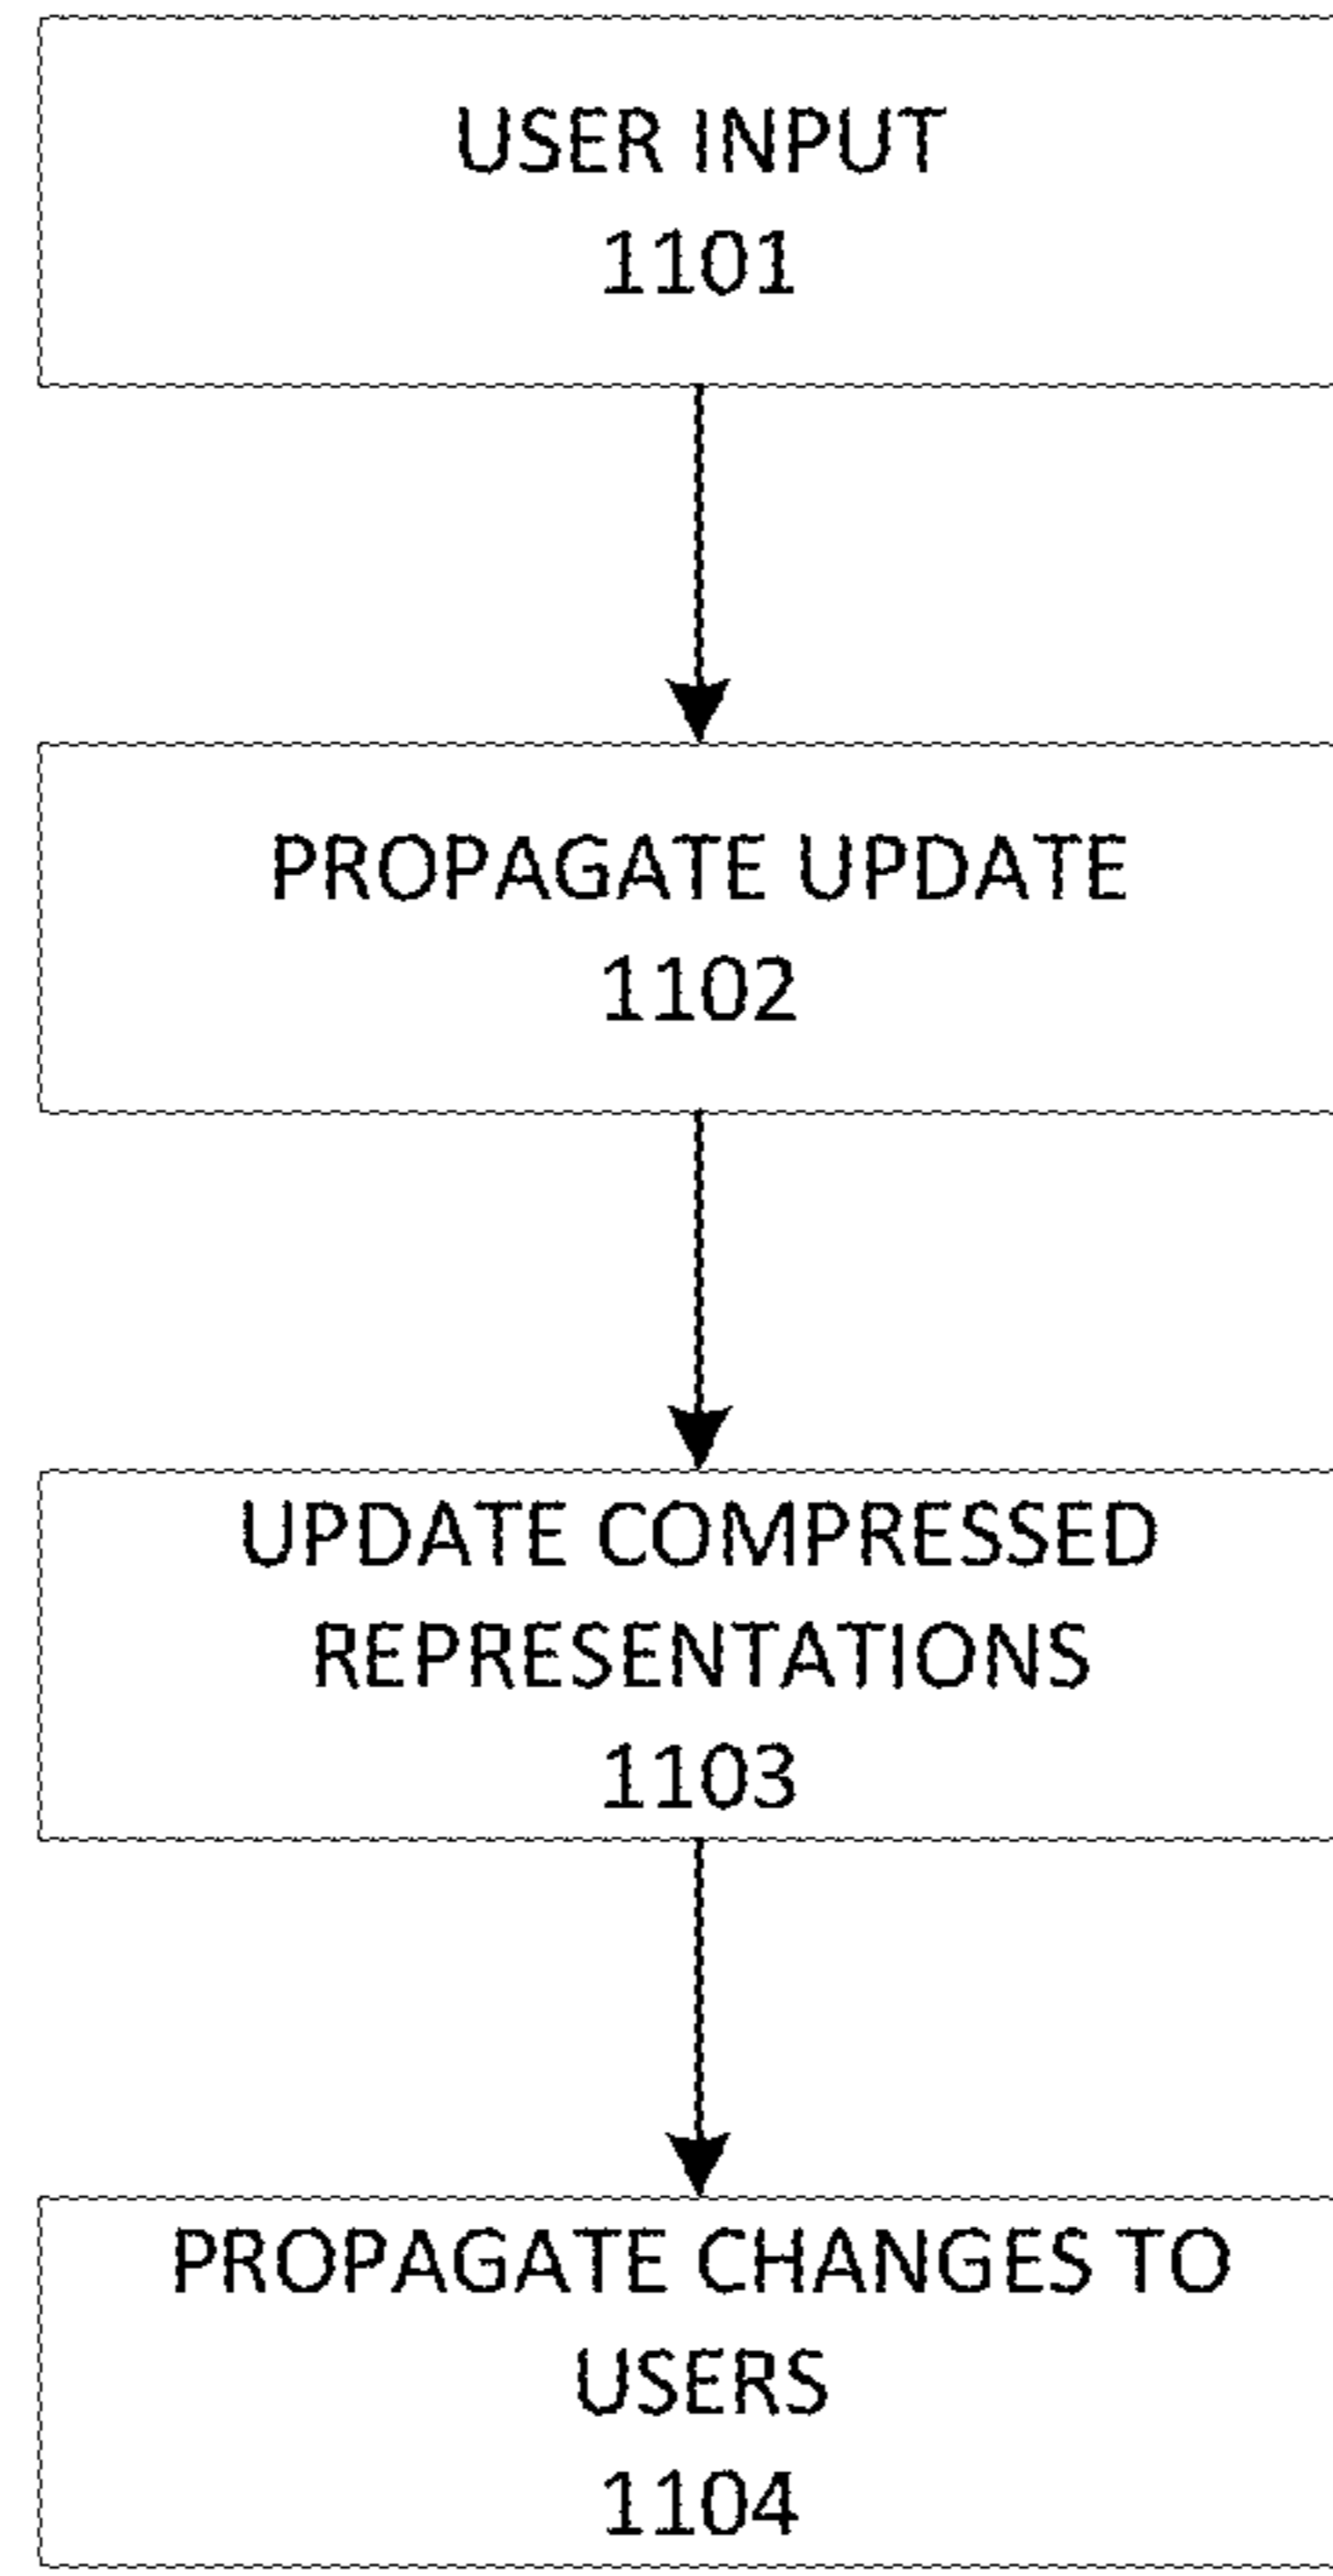 USER INPUT
1101
PROPAGATE UPDATE
1102
UPDATE COMPRESSED
REPRESENTATIONS
1103
PROPAGATE CHANGES TO
USERS
1104